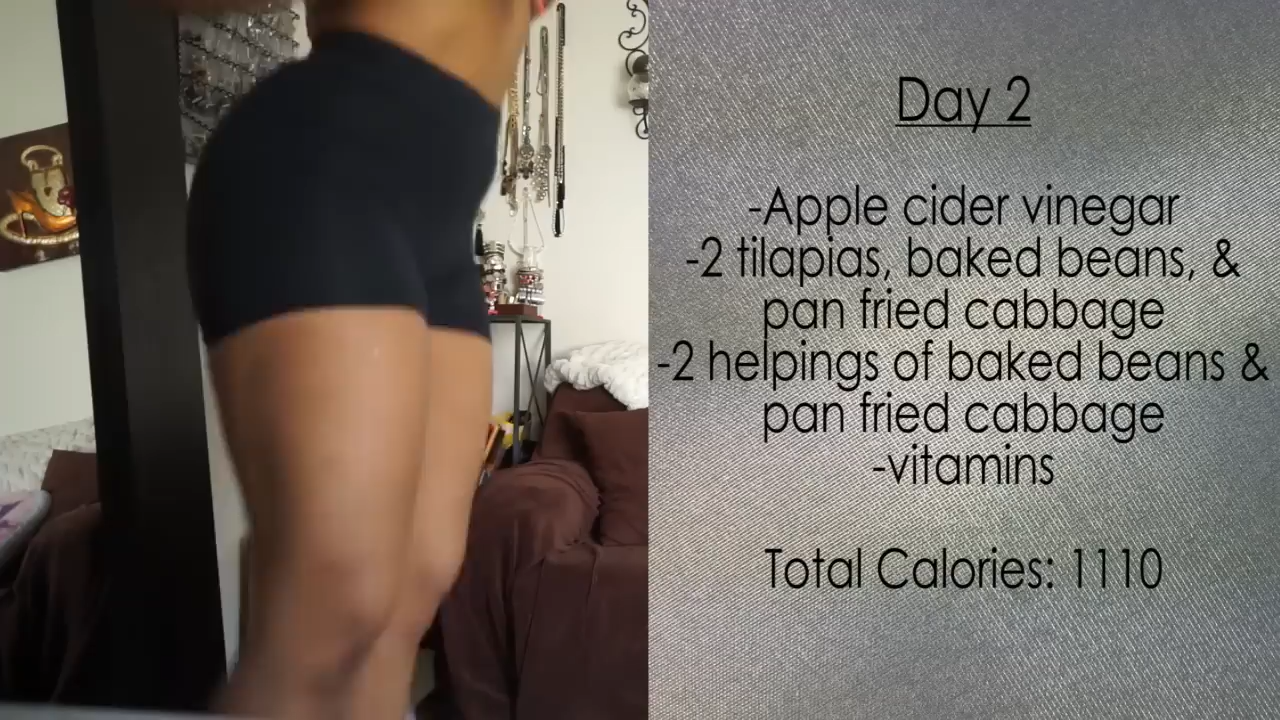 Day 2
-Apple cider vinegar
-2 tilapias, baked beans, &
pan fried cabbage
-2 helpings of baked beans &
pan fried cabbage
-vitamins
Total Calories: 1110